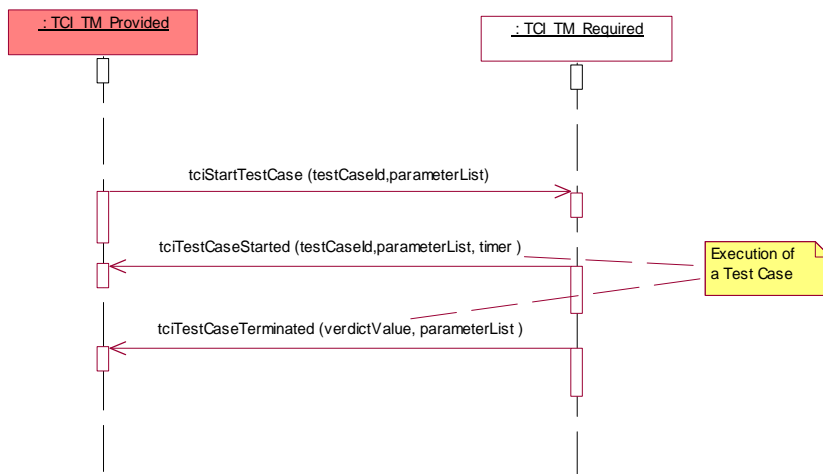 : TCI_TM_Provided
: TCI_TM_Required
tciStartTestCase (testCaseId,parameterList)
tciTestCaseStarted (testCaseId,parameterList, timer )
Execution of
a Test Case
tciTestCaseTerminated (verdictValue, parameterList )